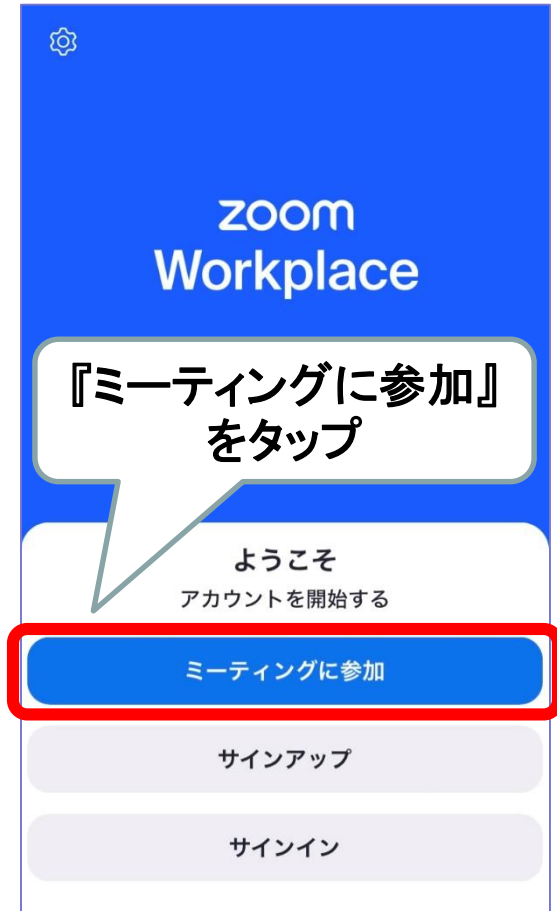 zoom
Workplace
『ミーティングに参加』
をタップ
ようこそ
アカウントを開始する
ミーティングに参加
サインアップ
サインイン